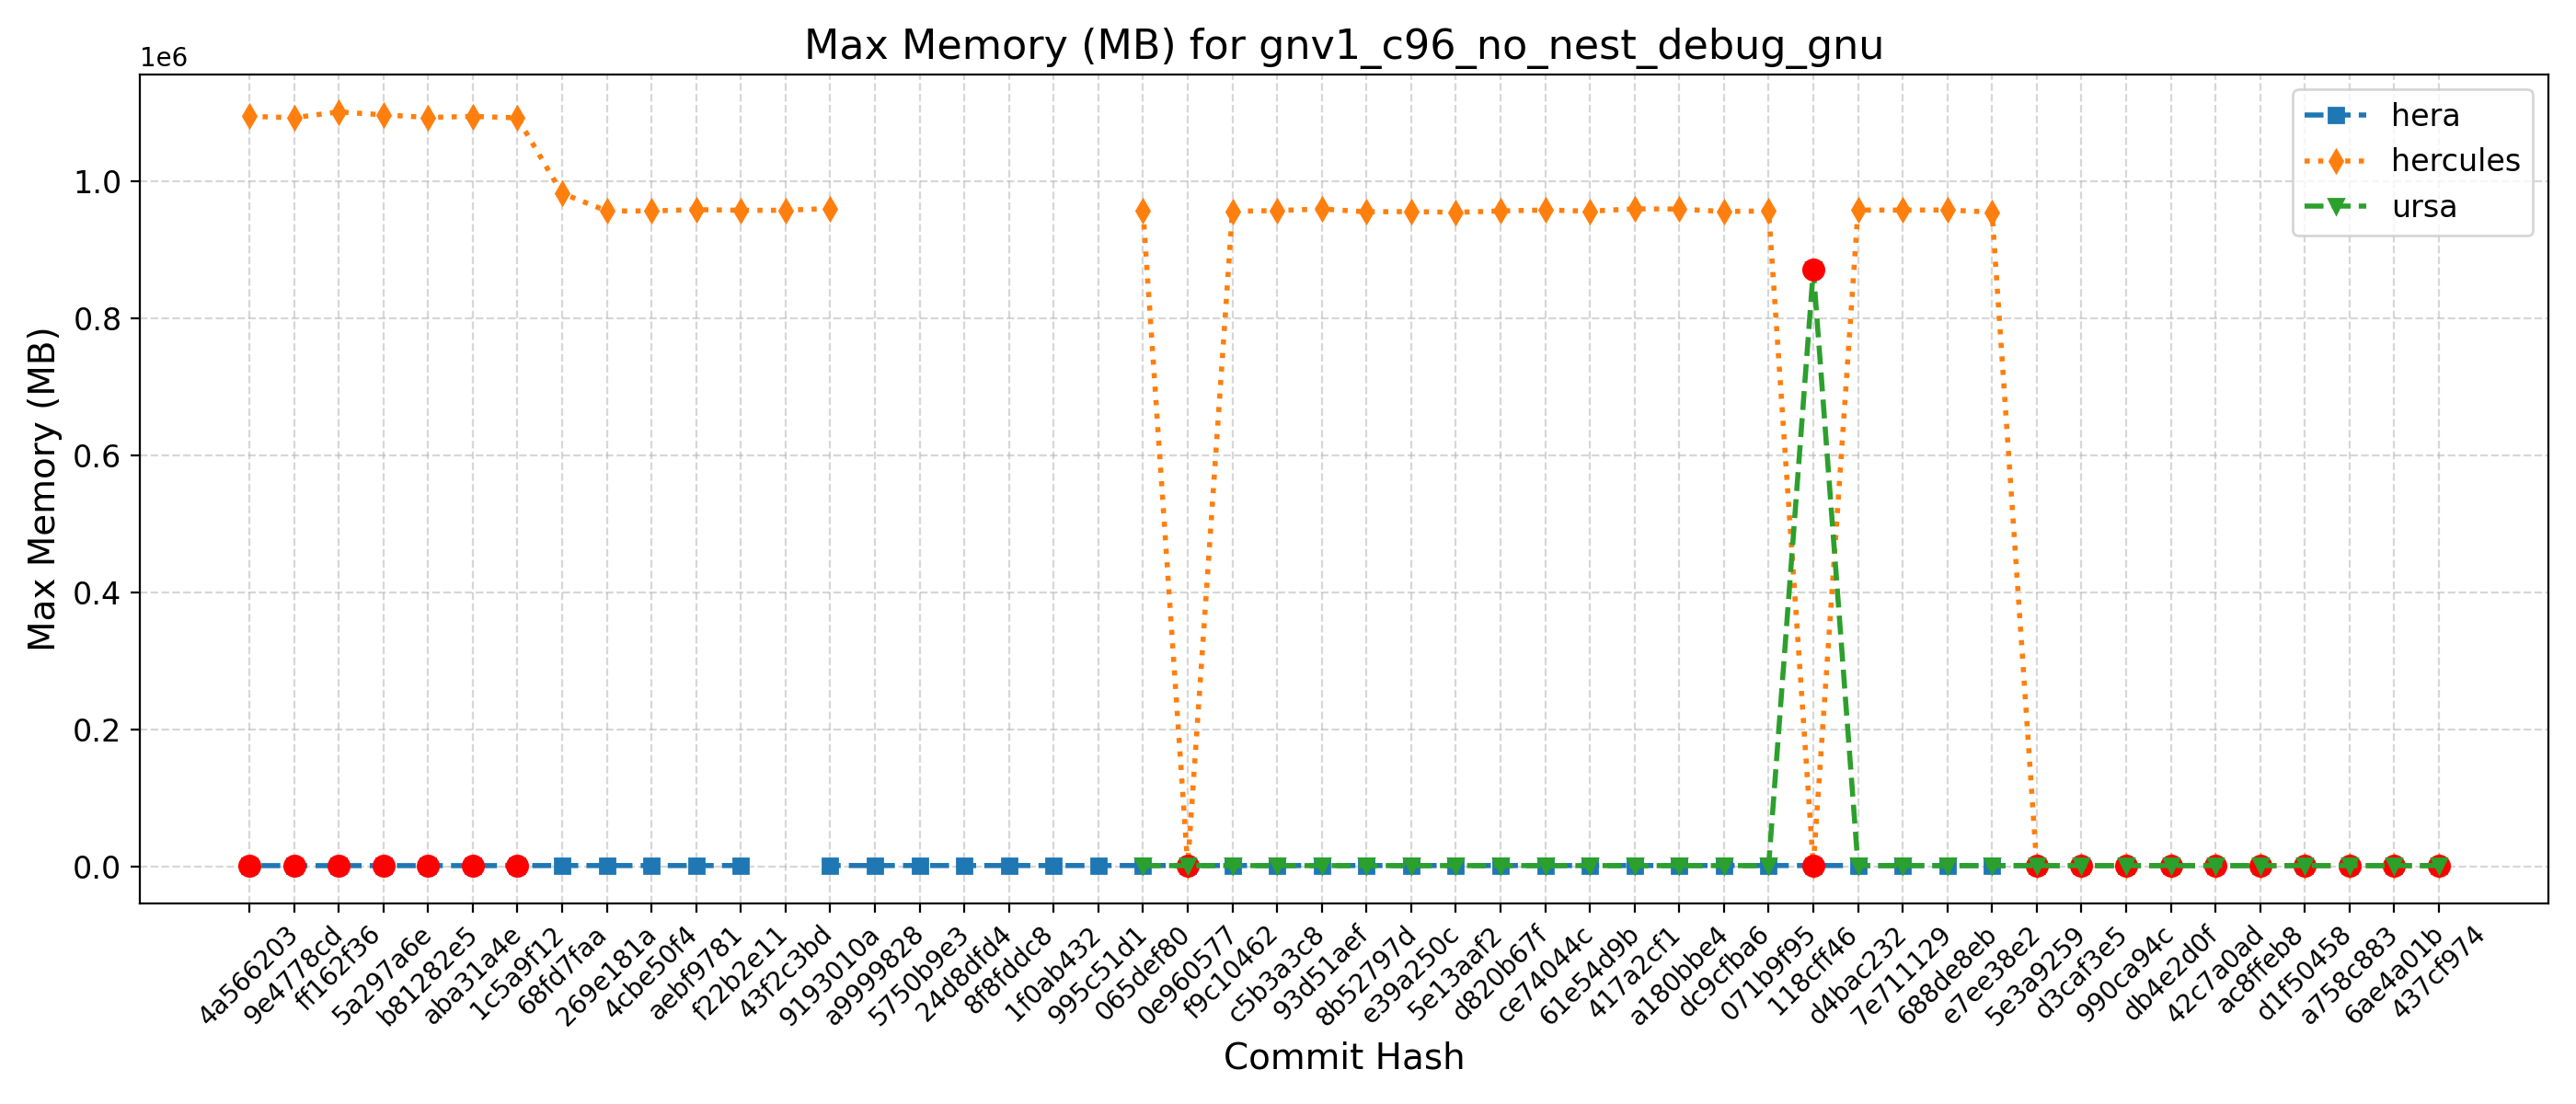 Max Memory (MB) for gnv1_c96_no_nest_debug_gnu
1e6
hera
hercules
ursa
1.0
0.8
0.6
0.4
0.2
0.0
Max Memory (MB)
4a566203
9e4778cd
ff162f36
5a297a6e
b81282e5
aba31a4e
1c5a9f12
68fd7faa
269e181a
4cbe50f4
aebf9781
f22b2e11
43f2c3bd
9193010a
a9999828
5750b9e3
24d8dfd4
8f8fddc8
1f0ab432
995c51d1
065def80
0e960577
f9c10462
c5b3a3c8
93d51aef
8b52797d
e39a250c
5e13aaf2
d820b67f
ce74044c
61e54d9b
417a2cf1
a180bbe4
dc9cfba6
071b9f95
118cff46
d4bac232
7e711129
688de8eb
e7ee38e2
5e3a9259
d3caf3e5
990ca94c
db4e2d0f
42c7a0ad
ac8ffeb8
d1f50458
a758c883
6ae4a01b
437cf974
Commit Hash